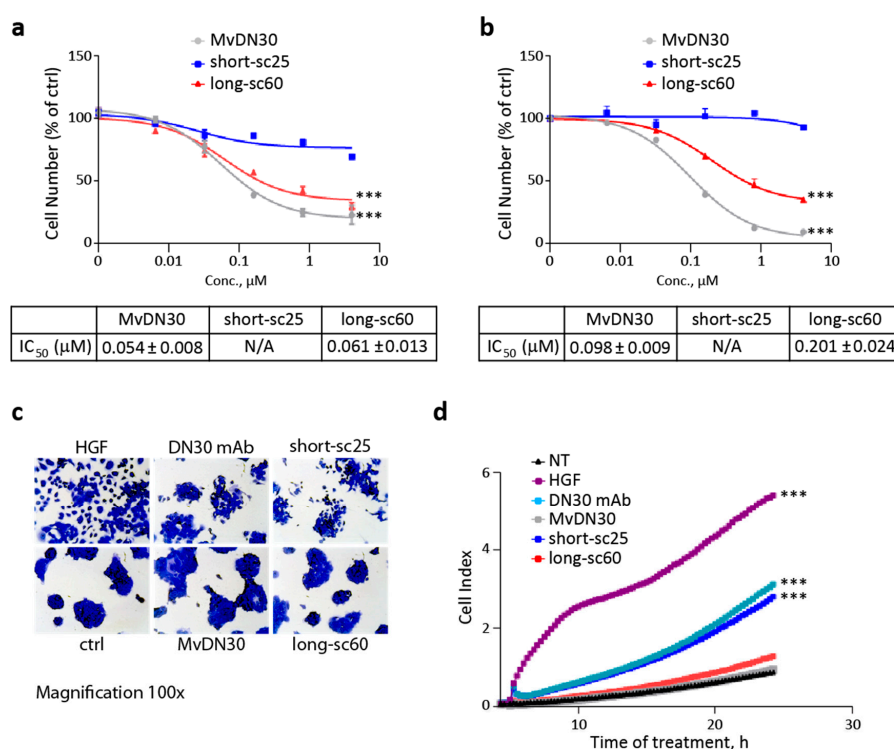 a
MvDN30
short-sc25
long-sc60
Cell Number (% of ctrl)
150
100
50
0
0
0.01
0.1
1
10
Conc., µM
***
***
MvDN30 short-sc25 long-sc60
IC50 (µM) 0.054 ± 0.008 N/A 0.061 ± 0.013
b
MvDN30
short-sc25
long-sc60
Cell Number (% of ctrl)
150
100
50
0
0
0.01
0.1
1
10
Conc., µM
***
***
MvDN30 short-sc25 long-sc60
IC50 (µM) 0.098 ± 0.009 N/A 0.201 ± 0.024
c
HGF DN30 mAb short-sc25
ctrl MvDN30 long-sc60
Magnification 100x
d
NT
HGF
DN30 mAb
MvDN30
short-sc25
long-sc60
Cell Index
6
4
2
0
10
20
30
Time of treatment, h
***
***
***